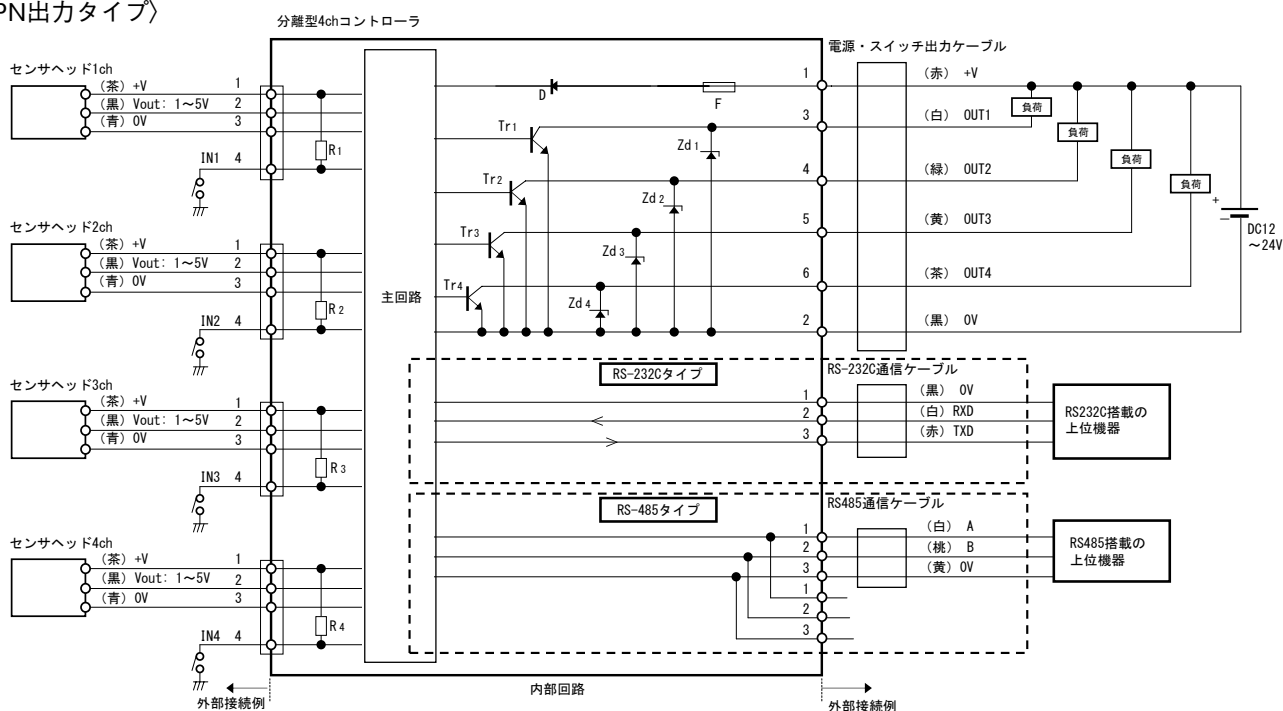 PN出力タイプ〉
分離型4chコントローラ
電源・スイッチ出力ケーブル
センサヘッド1ch
(茶) +V 1
(黒) Vout: 1～5V 2
(青) 0V 3
IN1 4
R1
センサヘッド2ch
(茶) +V 1
(黒) Vout: 1～5V 2
(青) 0V 3
IN2 4
R2
センサヘッド3ch
(茶) +V 1
(黒) Vout: 1～5V 2
(青) 0V 3
IN3 4
R3
センサヘッド4ch
(茶) +V 1
(黒) Vout: 1～5V 2
(青) 0V 3
IN4 4
R4
主回路
D
F
Tr1
Zd1
Tr2
Zd2
Tr3
Zd3
Tr4
Zd4
1 (赤) +V
3 (白) OUT1
4 (緑) OUT2
5 (黄) OUT3
6 (茶) OUT4
2 (黒) 0V
負荷
負荷
負荷
負荷
+
−
DC12
～24V
RS-232Cタイプ
RS-232C通信ケーブル
1 (黒) 0V
2 (白) RXD
3 (赤) TXD
RS232C搭載の
上位機器
RS-485タイプ
RS485通信ケーブル
1 (白) A
2 (桃) B
3 (黄) 0V
1
2
3
RS485搭載の
上位機器
外部接続例
内部回路
外部接続例